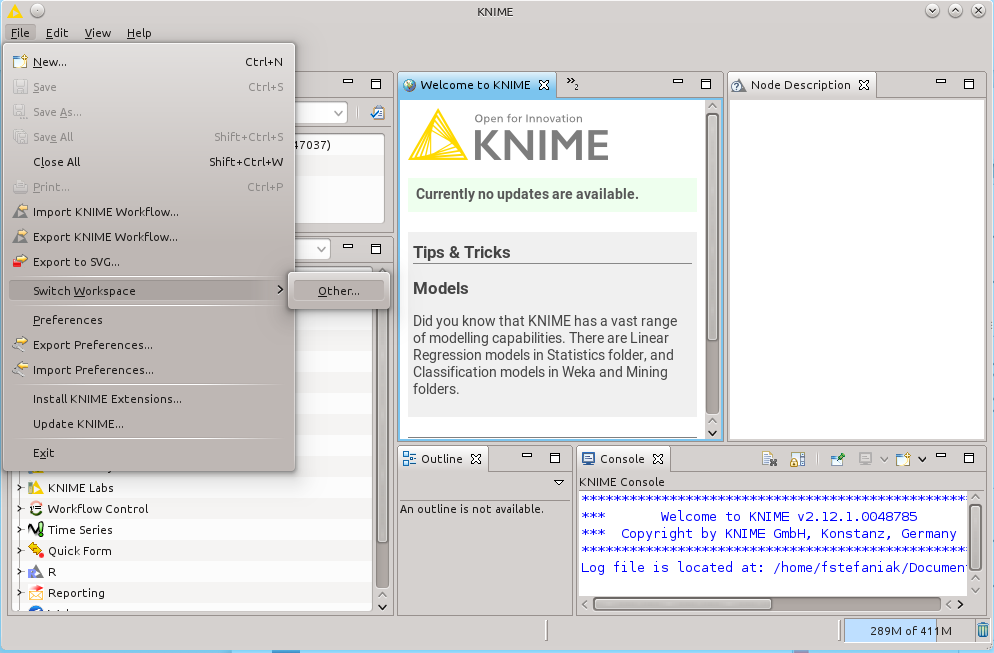 KNIME
File Edit View Help
New... Ctrl+N
Save Ctrl+S
Save As...
Save All Shift+Ctrl+S
Close All Shift+Ctrl+W
Print... Ctrl+P
Import KNIME Workflow...
Export KNIME Workflow...
Export to SVG...
Switch Workspace
Other...
Preferences
Export Preferences...
Import Preferences...
Install KNIME Extensions...
Update KNIME...
Exit
47037)
KNIME Labs
Workflow Control
Time Series
Quick Form
R
Reporting
Welcome to KNIME
2
Open for Innovation
KNIME
Currently no updates are available.
Tips & Tricks
Models
Did you know that KNIME has a vast range
of modelling capabilities. There are Linear
Regression models in Statistics folder, and
Classification models in Weka and Mining
folders.
Node Description
Outline
An outline is not available.
Console
KNIME Console
*** Welcome to KNIME v2.12.1.0048785
*** Copyright by KNIME GmbH, Konstanz, Germany
Log file is located at: /home/fstefaniak/Documen
289M of 411M